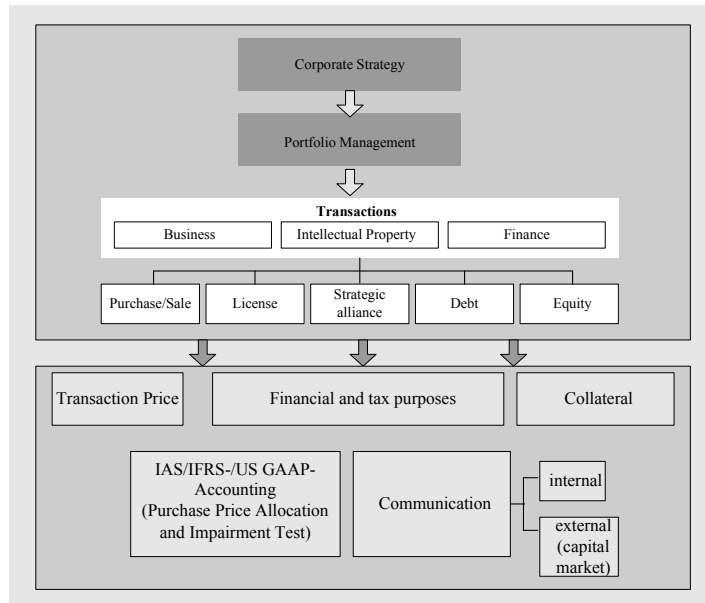 Corporate Strategy
Portfolio Management
Transactions
Business
Intellectual Property
Finance
Purchase/Sale
License
Strategic
alliance
Debt
Equity
Transaction Price
Financial and tax purposes
Collateral
IAS/IFRS-/US GAAP-
Accounting
(Purchase Price Allocation
and Impairment Test)
Communication
internal
external
(capital
market)